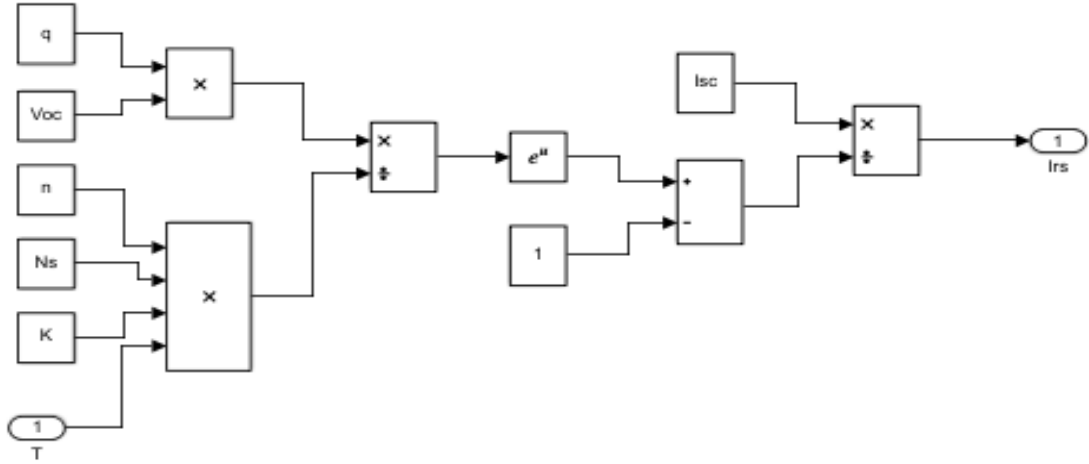 q
Voc
n
Ns
K
1
T
×
×
×
÷
e^u
1
+
-
Isc
×
÷
1
Irs